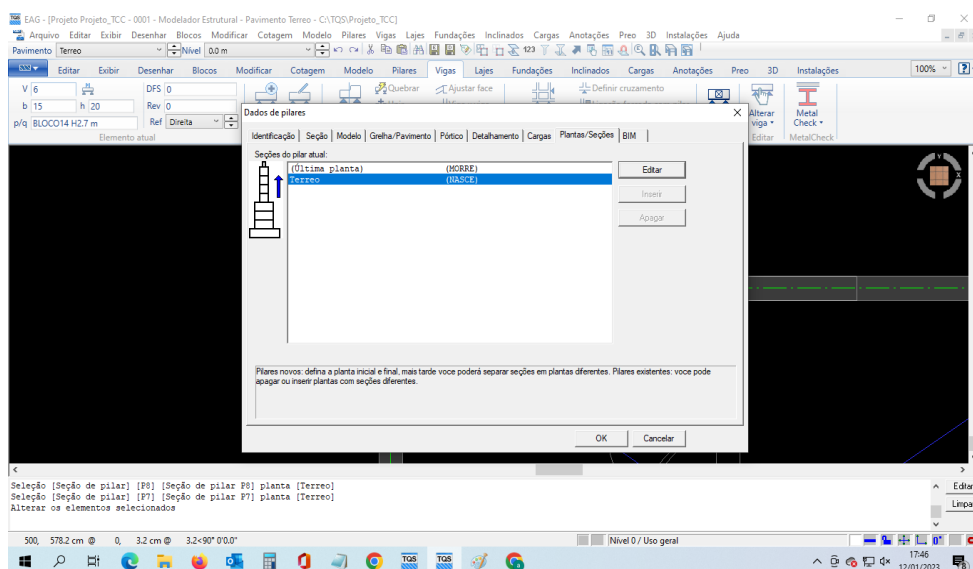 EAG - [Projeto Projeto_TCC - 0001 - Modelador Estrutural - Pavimento Terreo - C:\TQS\Projeto_TCC]
Arquivo Editar Exibir Desenhar Blocos Modificar Cotagem Modelo Pilares Vigas Lajes Fundações Inclinados Cargas Anotações Preo 3D Instalações Ajuda
Pavimento Terreo Nível 0.0 m 123
Editar Exibir Desenhar Blocos Modificar Cotagem Modelo Pilares Vigas Lajes Fundações Inclinados Cargas Anotações Preo 3D Instalações 100%
V 6 DFS 0 Quebrar Ajustar face Definir cruzamento
b 15 h 20 Rev 0 Alterar Metal
p/q BLOCO14 H2.7 m Ref Direita viga Check
Elemento atual Editar MetalCheck
Dados de pilares
Identificação Seção Modelo Grelha/Pavimento Pórtico Detalhamento Cargas Plantas/Seções BIM
Seções do pilar atual:
(Última planta) (MORRE) Editar
Terreo (NASCE)
Inserir
Apagar
Pilares novos: defina a planta inicial e final, mais tarde voce poderá separar seções em plantas diferentes. Pilares existentes: voce pode
apagar ou inserir plantas com seções diferentes.
OK Cancelar
Y
X
Seleção [Seção de pilar] [P8] [Seção de pilar P8] planta [Terreo] Editar
Seleção [Seção de pilar] [P7] [Seção de pilar P7] planta [Terreo]
Alterar os elementos selecionados Limpa
500, 578.2 cm @ 0, 3.2 cm @ 3.2<90° 0'0.0" Nível 0 / Uso geral
TQS TQS 17:46
12/01/2023